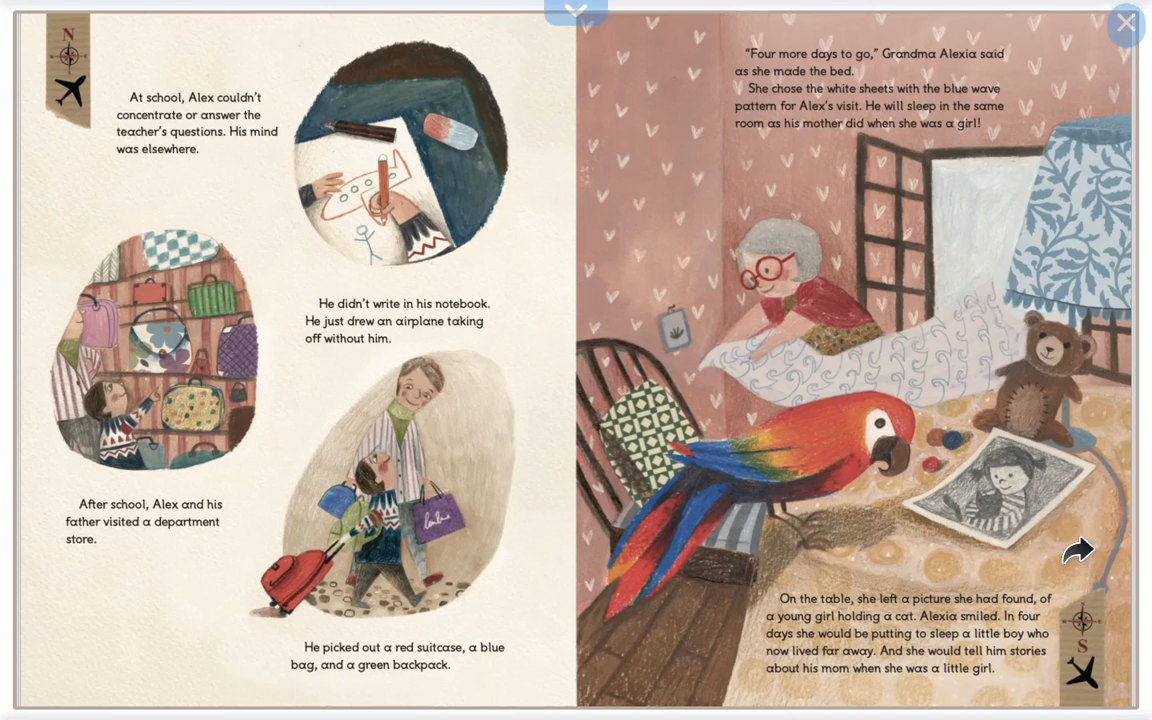 N
At school, Alex couldn't
concentrate or answer the
teacher's questions. His mind
was elsewhere.
He didn't write in his notebook.
He just drew an airplane taking
off without him.
After school, Alex and his
father visited a department
store.
He picked out a red suitcase, a blue
bag, and a green backpack.
"Four more days to go," Grandma Alexia said
as she made the bed.
She chose the white sheets with the blue wave
pattern for Alex's visit. He will sleep in the same
room as his mother did when she was a girl!
On the table, she left a picture she had found, of
a young girl holding a cat. Alexia smiled. In four
days she would be putting to sleep a little boy who
now lived far away. And she would tell him stories
about his mom when she was a little girl.
S